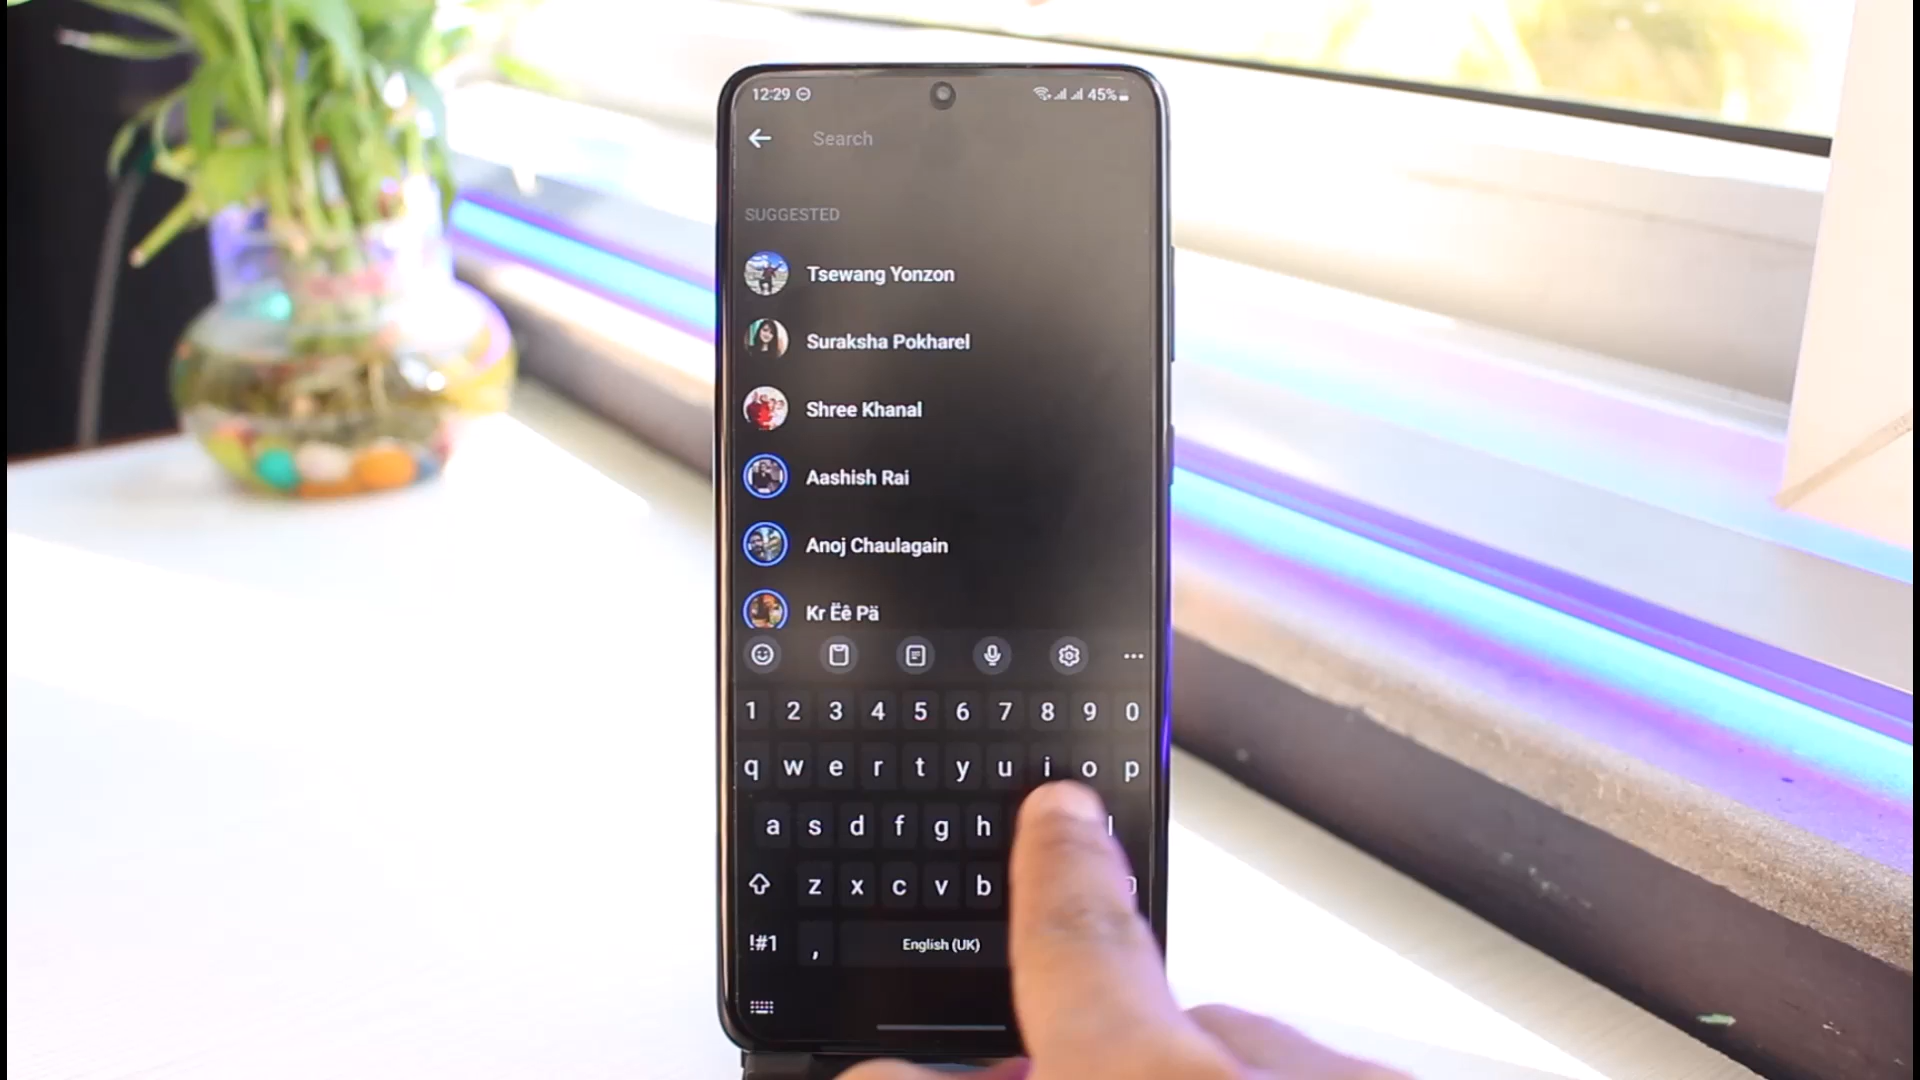 12:29 45%
Search
SUGGESTED
Tsewang Yonzon
Suraksha Pokharel
Shree Khanal
Aashish Rai
Anoj Chaulagain
Kr Ëê Pä
1 2 3 4 5 6 7 8 9 0
q w e r t y u i o p
a s d f g h l
z x c v b
!#1 , English (UK)